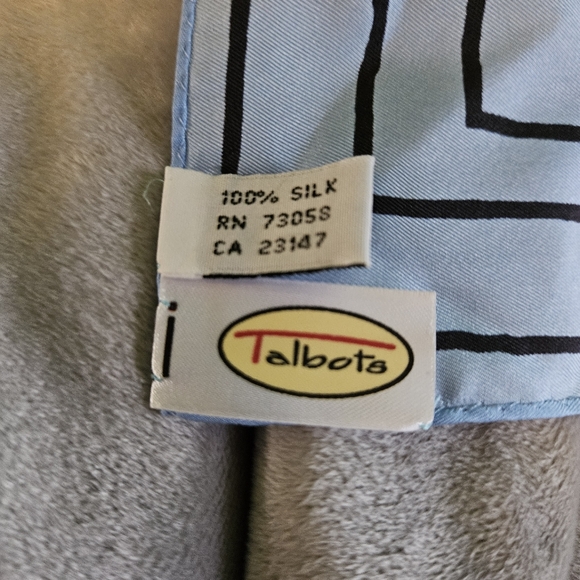 100% SILK
RN 73058
CA 23147
i
Talbots